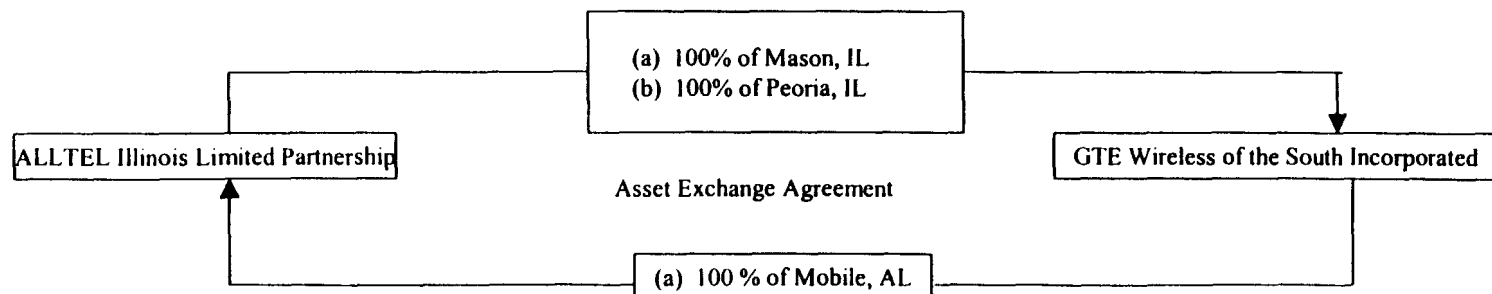 (a) 100% of Mason, IL
(b) 100% of Peoria, IL
ALLTEL Illinois Limited Partnership
GTE Wireless of the South Incorporated
Asset Exchange Agreement
(a) 100 % of Mobile, AL